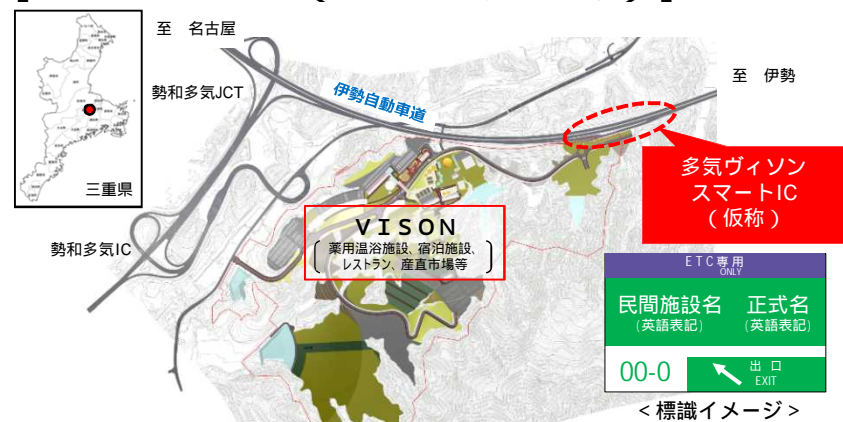 至 名古屋
勢和多気JCT
伊勢自動車道
至 伊勢
三重県
多気ヴィソン
スマートIC
(仮称)
勢和多気IC
VISON
薬用温浴施設、宿泊施設、
レストラン、産直市場等
ETC専用
ONLY
民間施設名 正式名
(英語表記) (英語表記)
00-0
出口
EXIT
<標識イメージ>